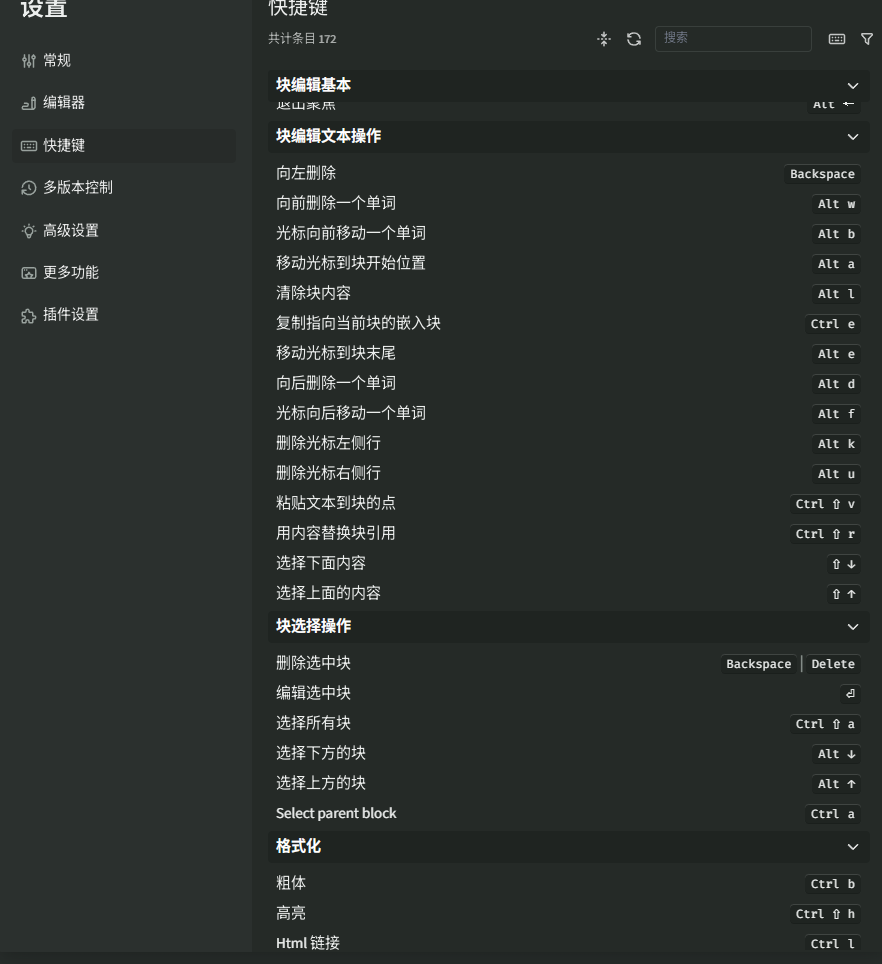 设置
常规
编辑器
快捷键
多版本控制
高级设置
更多功能
插件设置
快捷键
共计条目 172
搜索
块编辑基本
退出聚焦 Alt ←
块编辑文本操作
向左删除 Backspace
向前删除一个单词 Alt w
光标向前移动一个单词 Alt b
移动光标到块开始位置 Alt a
清除块内容 Alt l
复制指向当前块的嵌入块 Ctrl e
移动光标到块末尾 Alt e
向后删除一个单词 Alt d
光标向后移动一个单词 Alt f
删除光标左侧行 Alt k
删除光标右侧行 Alt u
粘贴文本到块的点 Ctrl ⇧ v
用内容替换块引用 Ctrl ⇧ r
选择下面内容 ⇧ ↓
选择上面的内容 ⇧ ↑
块选择操作
删除选中块 Backspace | Delete
编辑选中块 ⏎
选择所有块 Ctrl ⇧ a
选择下方的块 Alt ↓
选择上方的块 Alt ↑
Select parent block Ctrl a
格式化
粗体 Ctrl b
高亮 Ctrl ⇧ h
Html 链接 Ctrl l